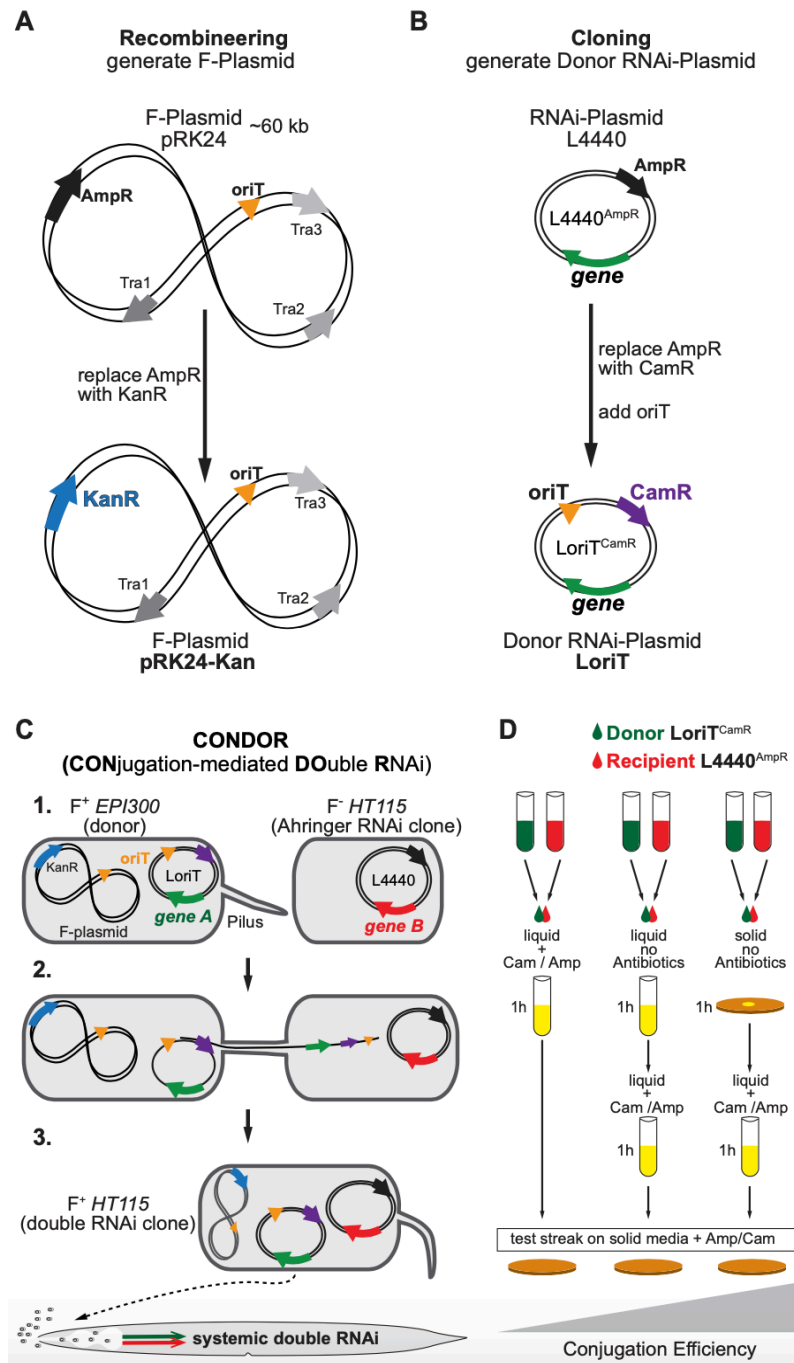 A
Recombineering
generate F-Plasmid
F-Plasmid
pRK24
~60 kb
AmpR
oriT
Tra3
Tra1
Tra2
replace AmpR
with KanR
KanR
oriT
Tra3
Tra1
Tra2
F-Plasmid
pRK24-Kan
B
Cloning
generate Donor RNAi-Plasmid
RNAi-Plasmid
L4440
AmpR
L4440AmpR
gene
replace AmpR
with CamR
add oriT
oriT
CamR
LoriTCamR
gene
Donor RNAi-Plasmid
LoriT
C
CONDOR
(CONjugation-mediated DOuble RNAi)
1.
F+ EPI300
(donor)
F- HT115
(Ahringer RNAi clone)
KanR
oriT
LoriT
L4440
gene A
gene B
F-plasmid
Pilus
2.
3.
F+ HT115
(double RNAi clone)
systemic double RNAi
D
Donor LoriTCamR
Recipient L4440AmpR
liquid
+
Cam / Amp
1h
liquid
no
Antibiotics
1h
liquid
+
Cam /Amp
1h
solid
no
Antibiotics
1h
liquid
+
Cam /Amp
1h
test streak on solid media + Amp/Cam
Conjugation Efficiency